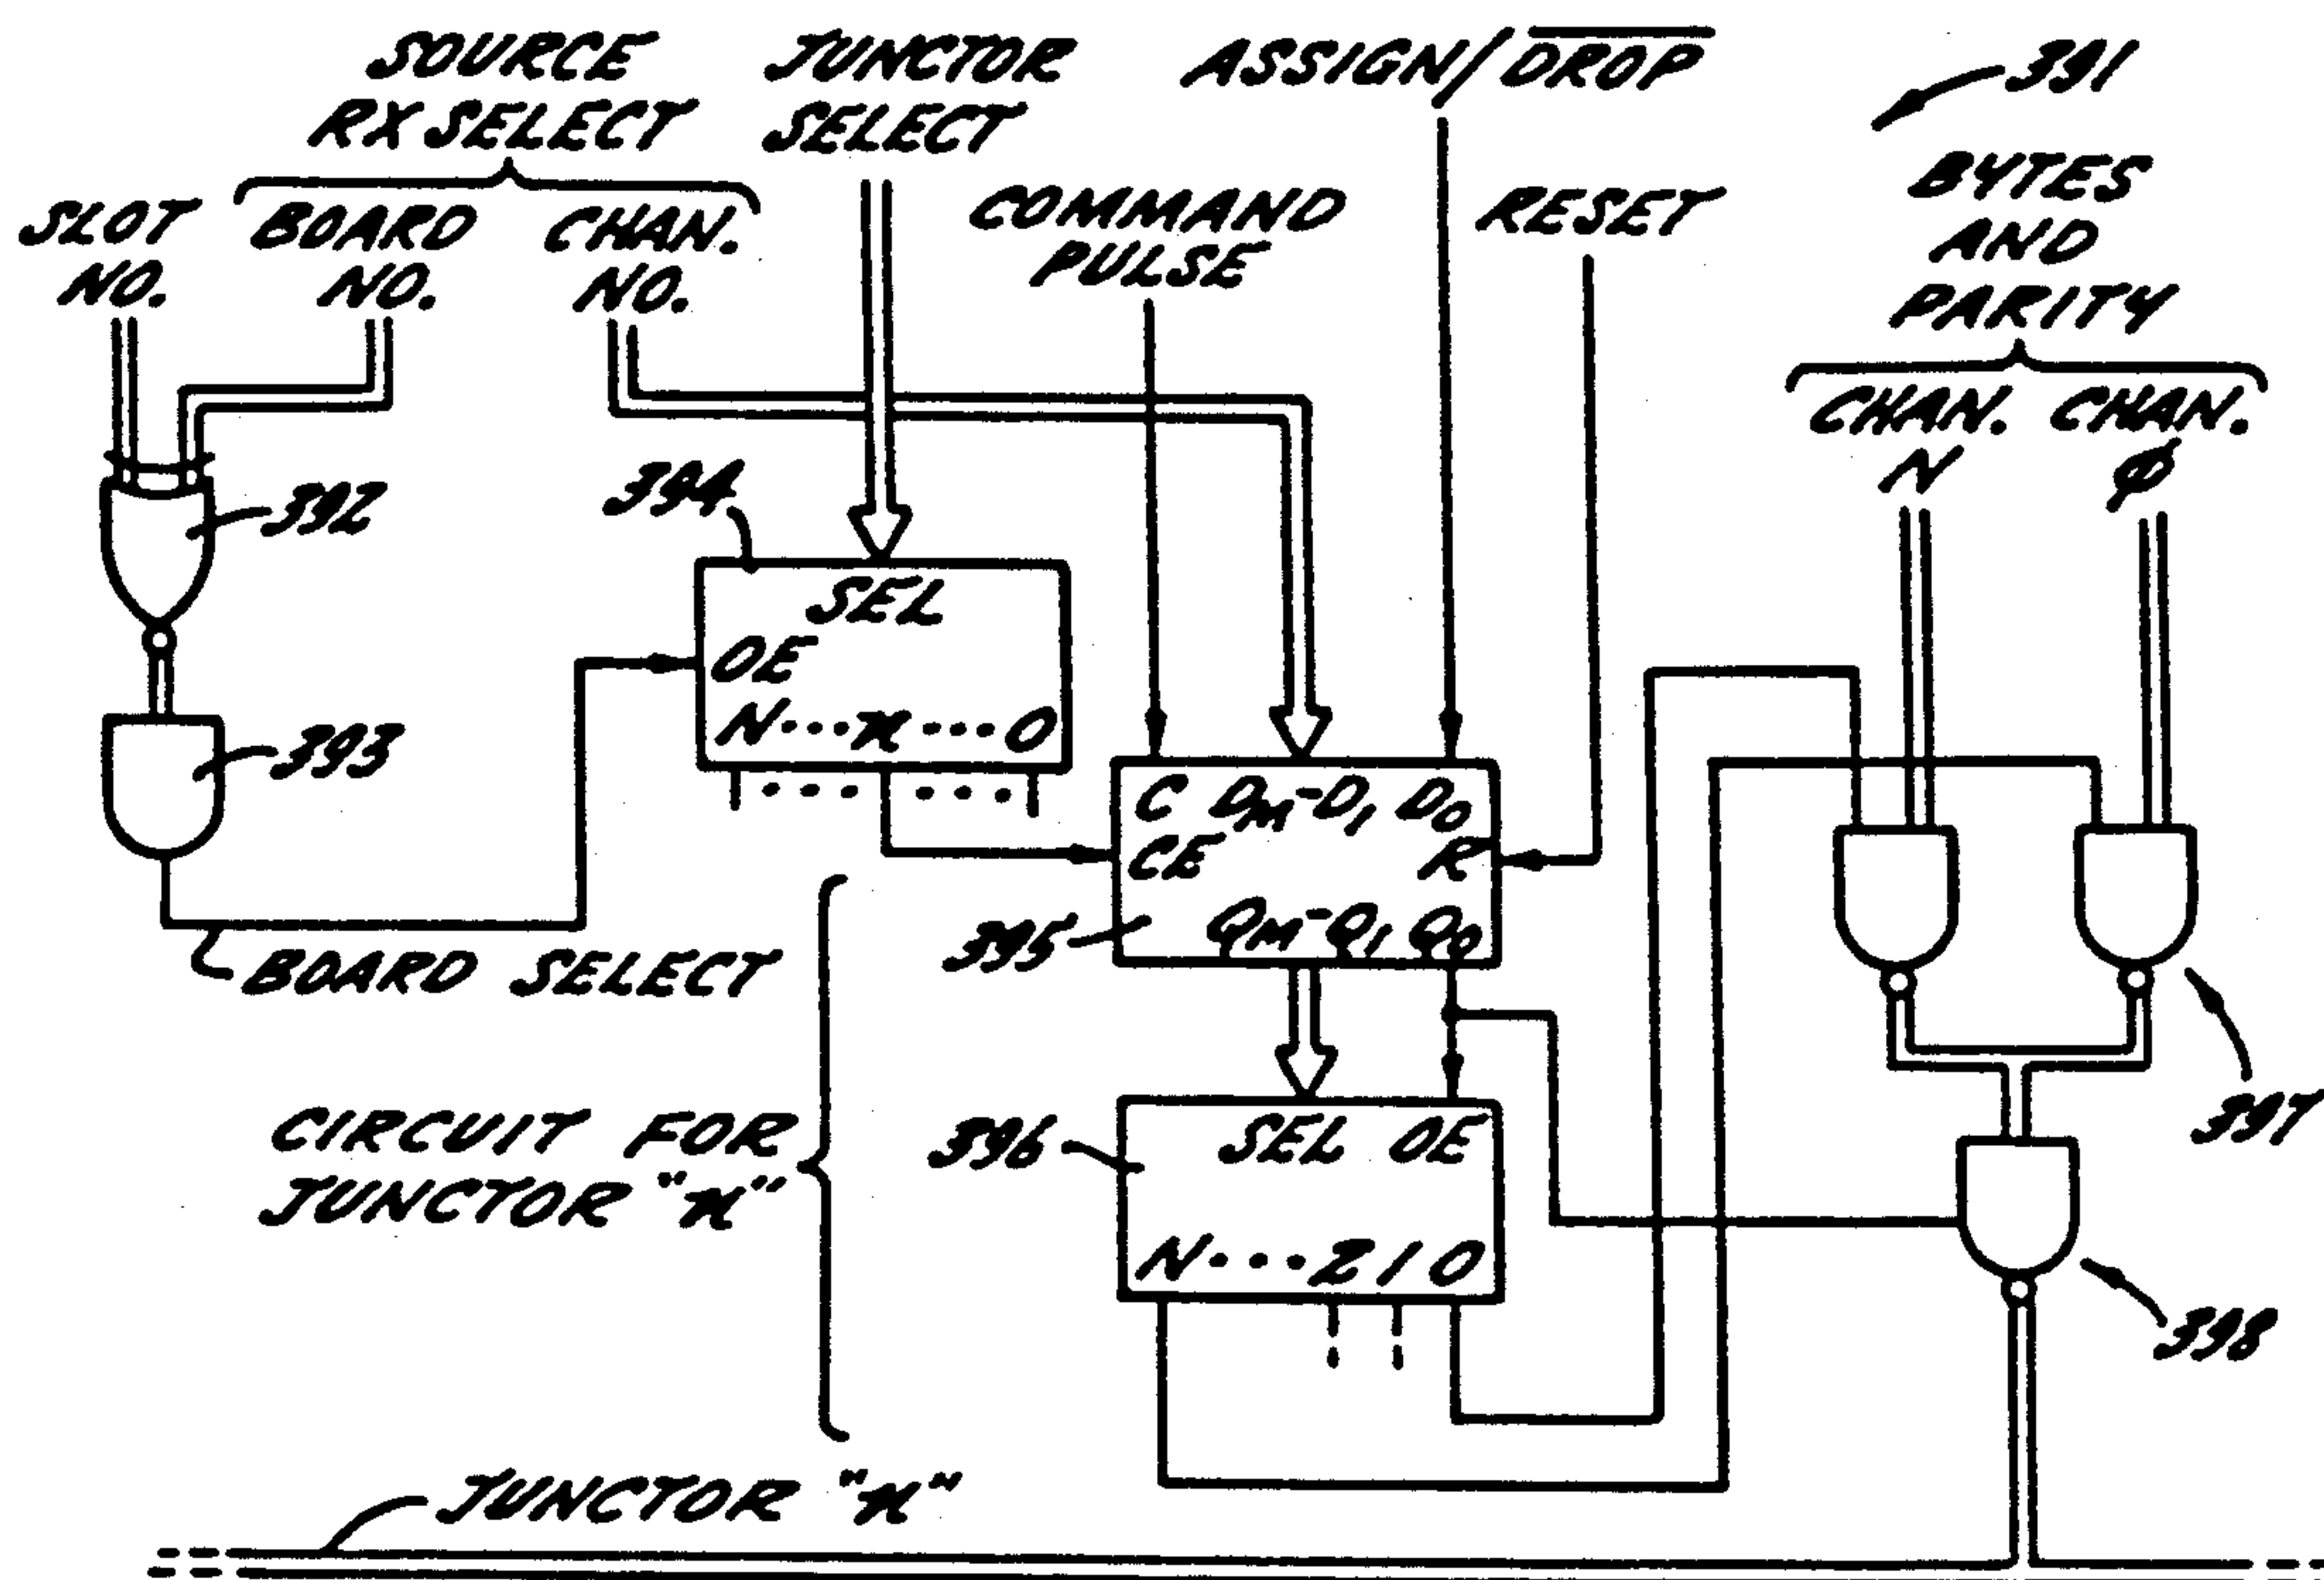 SOURCE
RX SELECT
JUNCTOR
SELECT
ASSIGN/DROP
391
SLOT
NO.
BOARD
NO.
CHAN.
NO.
COMMAND
PULSE
RESET
BYTES
AND
PARITY
CHAN.
N
CHAN.
φ
392
394
SEL
OE
N...X....0
393
C DM-D1 D0
CE R
QM-Q1 Q0
395
BOARD SELECT
397
CIRCUIT FOR
JUNCTOR "X"
396
SEL OE
N...2 1 0
398
JUNCTOR "X"